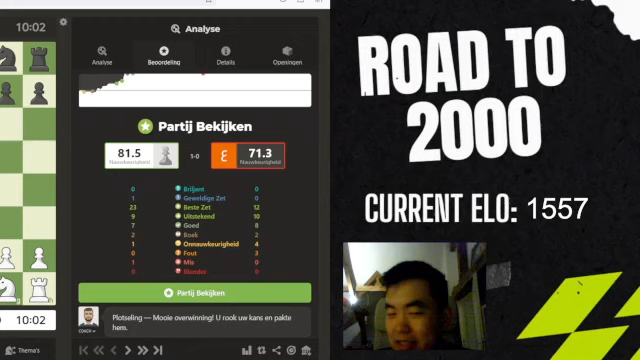 10:02
Analyse
Analyse
Beoordeling
Details
Openingen
Partij Bekijken
81.5
Nauwkeurigheid
1-0
ع
71.3
Nauwkeurigheid
0 Briljant 0
1 Geweldige Zet 0
23 Beste Zet 12
9 Uitstekend 10
7 Goed 8
2 Boek 2
1 Onnauwkeurigheid 4
0 Fout 3
1 Mis 0
0 Blunder 0
Partij Bekijken
COACH
Plotseling — Mooie overwinning! U rook uw kans en pakte
hem.
10:02
Thema's
ROAD TO
2000
CURRENT ELO: 1557